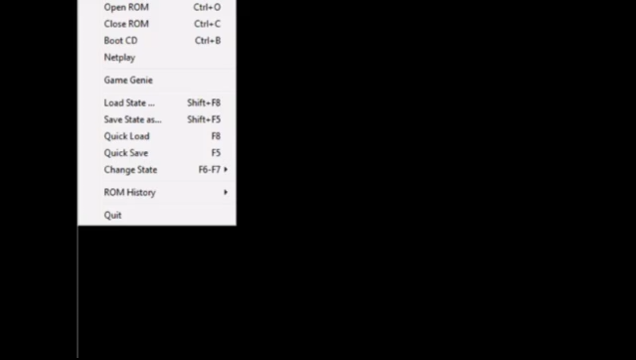 Open ROM Ctrl+O
Close ROM Ctrl+C
Boot CD Ctrl+B
Netplay
Game Genie
Load State ... Shift+F8
Save State as... Shift+F5
Quick Load F8
Quick Save F5
Change State F6-F7
ROM History
Quit